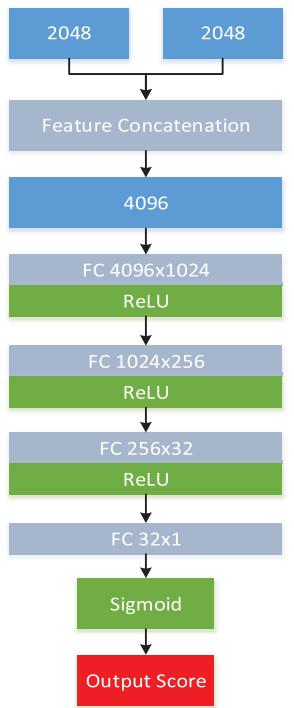 2048
2048
Feature Concatenation
4096
FC 4096x1024
ReLU
FC 1024x256
ReLU
FC 256x32
ReLU
FC 32x1
Sigmoid
Output Score